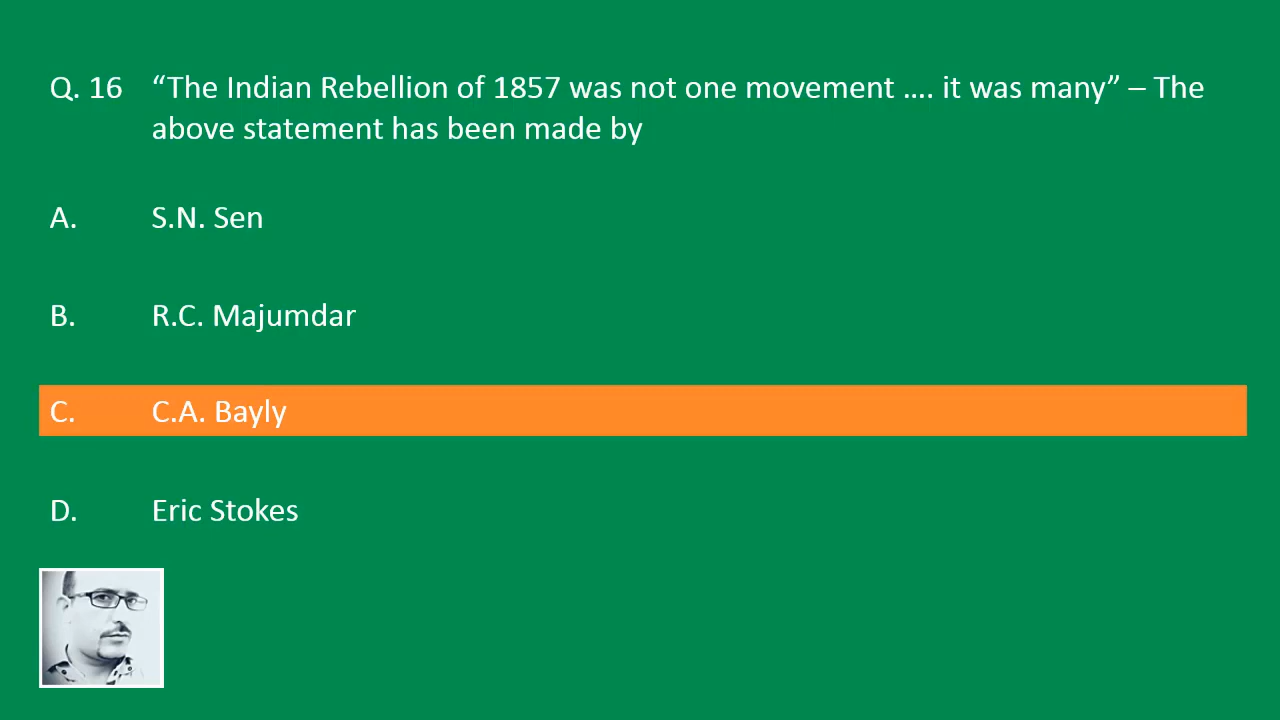 Q. 16 “The Indian Rebellion of 1857 was not one movement .... it was many” – The
above statement has been made by
A. S.N. Sen
B. R.C. Majumdar
C. C.A. Bayly
D. Eric Stokes